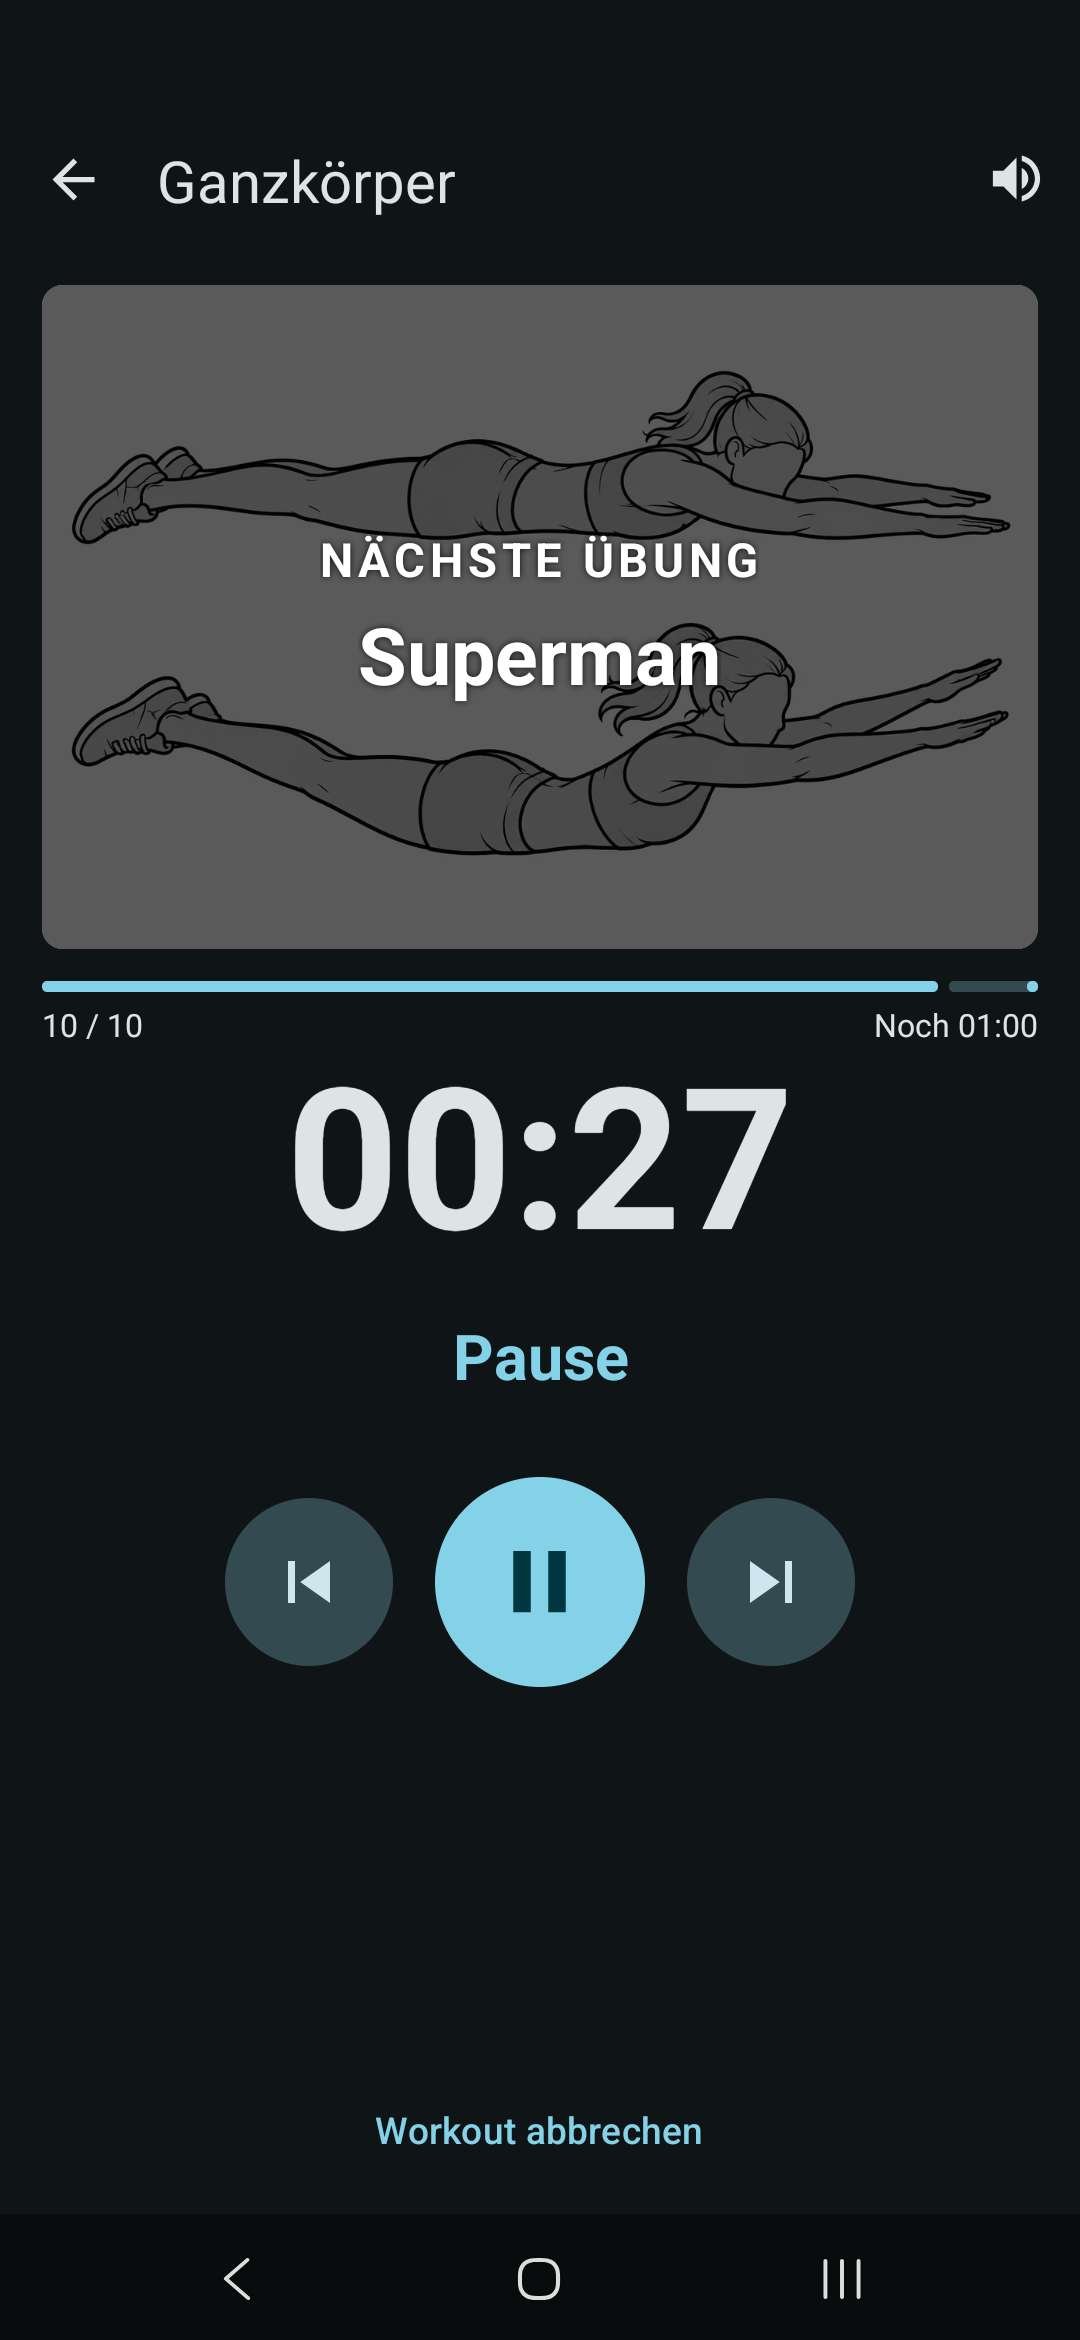 Ganzkörper
NÄCHSTE ÜBUNG
Superman
10 / 10
Noch 01:00
00:27
Pause
Workout abbrechen